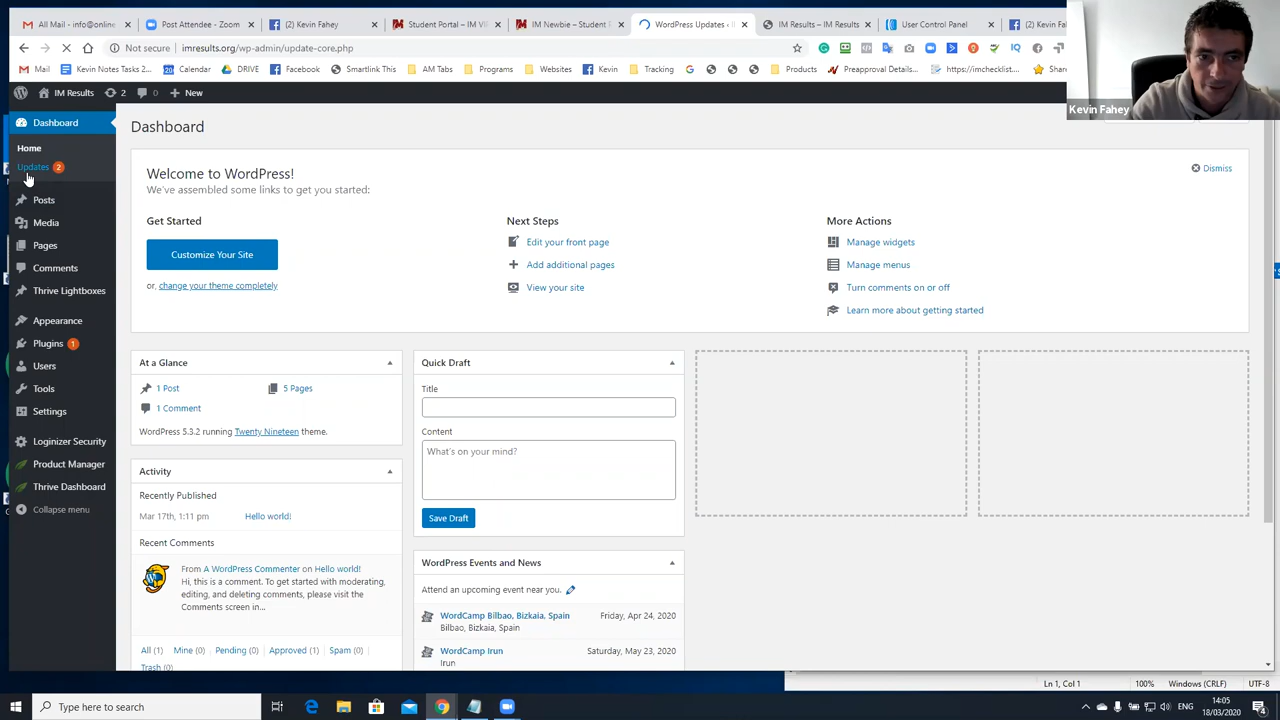 All Mail - info@online
Post Attendee - Zoom
(2) Kevin Fahey
Student Portal – IM VI
IM Newbie – Student
WordPress Updates ‹ I
IM Results – IM Results
User Control Panel
(2) Kevin Fahe
Not secure
imresults.org/wp-admin/update-core.php
Mail
Kevin Notes Tasks 2...
Calendar
DRIVE
Facebook
Smartlink This
AM Tabs
Programs
Websites
Kevin
Tracking
Products
Preapproval Details...
https://imchecklist....
Share
Kevin Fahey
IM Results
2
0
New
Dashboard
Home
Updates 2
Posts
Media
Pages
Comments
Thrive Lightboxes
Appearance
Plugins 1
Users
Tools
Settings
Loginizer Security
Product Manager
Thrive Dashboard
Collapse menu
Dashboard
Welcome to WordPress!
We've assembled some links to get you started:
Dismiss
Get Started
Customize Your Site
or, change your theme completely
Next Steps
Edit your front page
Add additional pages
View your site
More Actions
Manage widgets
Manage menus
Turn comments on or off
Learn more about getting started
At a Glance
1 Post
5 Pages
1 Comment
WordPress 5.3.2 running Twenty Nineteen theme.
Activity
Recently Published
Mar 17th, 1:11 pm
Hello world!
Recent Comments
From A WordPress Commenter on Hello world!
Hi, this is a comment. To get started with moderating,
editing, and deleting comments, please visit the
Comments screen in...
All (1)
Mine (0)
Pending (0)
Approved (1)
Spam (0)
Trash (0)
Quick Draft
Title
Content
What's on your mind?
Save Draft
WordPress Events and News
Attend an upcoming event near you.
WordCamp Bilbao, Bizkaia, Spain
Friday, Apr 24, 2020
Bilbao, Bizkaia, Spain
WordCamp Irun
Saturday, May 23, 2020
Irun
Ln 1, Col 1
100%
Windows (CRLF)
UTF-8
Type here to search
ENG
14:05
18/03/2020
4